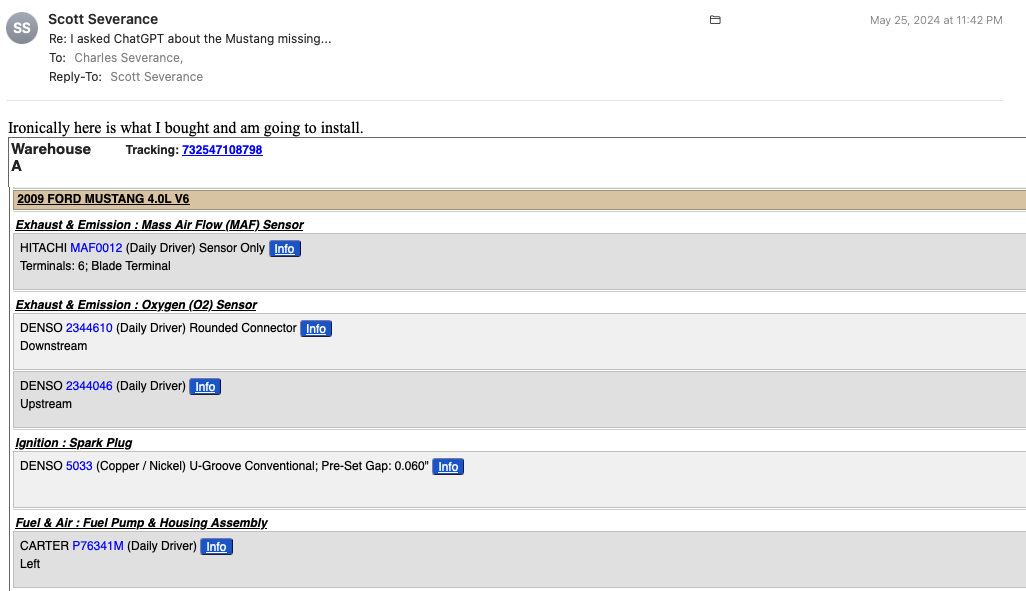 SS
Scott Severance
May 25, 2024 at 11:42 PM
Re: I asked ChatGPT about the Mustang missing...
To: Charles Severance,
Reply-To: Scott Severance
Ironically here is what I bought and am going to install.
Warehouse
A
Tracking: 732547108798
2009 FORD MUSTANG 4.0L V6
Exhaust & Emission : Mass Air Flow (MAF) Sensor
HITACHI MAF0012 (Daily Driver) Sensor Only Info
Terminals: 6; Blade Terminal
Exhaust & Emission : Oxygen (O2) Sensor
DENSO 2344610 (Daily Driver) Rounded Connector Info
Downstream
DENSO 2344046 (Daily Driver) Info
Upstream
Ignition : Spark Plug
DENSO 5033 (Copper / Nickel) U-Groove Conventional; Pre-Set Gap: 0.060" Info
Fuel & Air : Fuel Pump & Housing Assembly
CARTER P76341M (Daily Driver) Info
Left